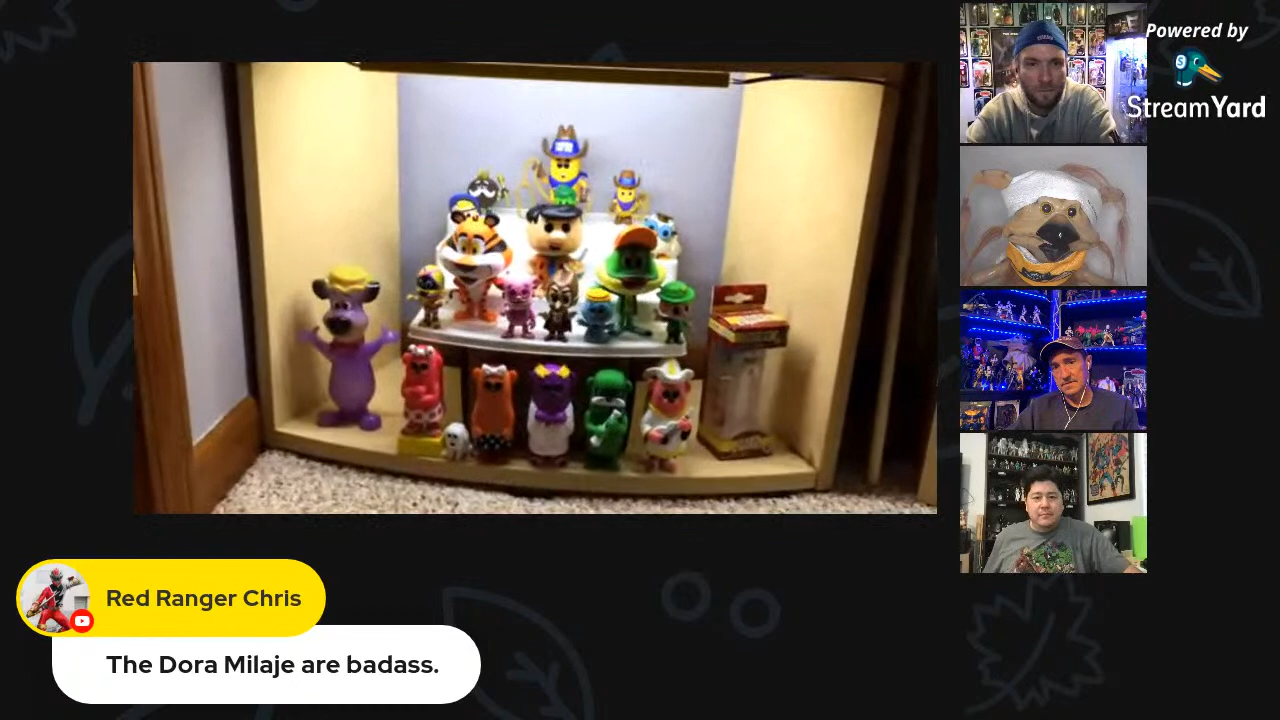 Powered by
StreamYard
Red Ranger Chris
The Dora Milaje are badass.